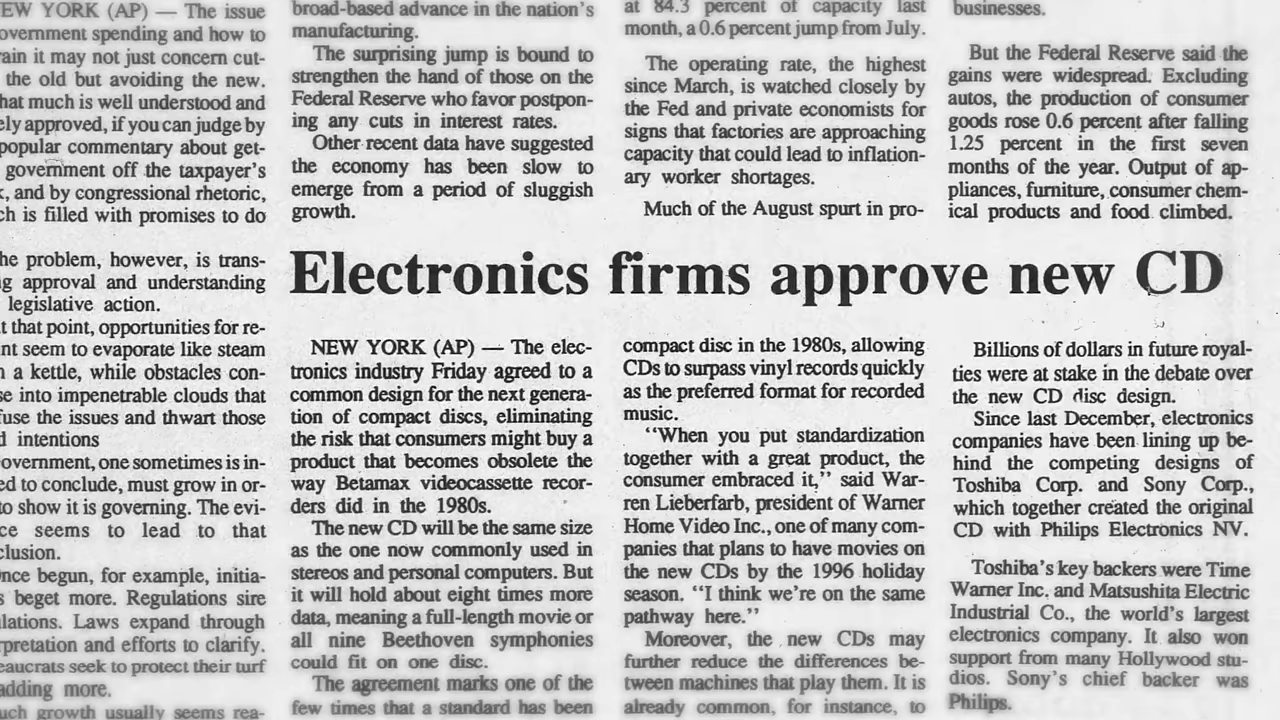 EW YORK (AP) — The issue
overnment spending and how to
ain it may not just concern cut-
the old but avoiding the new.
hat much is well understood and
ely approved, if you can judge by
popular commentary about get-
government off the taxpayer's
, and by congressional rhetoric,
ch is filled with promises to do
he problem, however, is trans-
g approval and understanding
legislative action.
t that point, opportunities for re-
nt seem to evaporate like steam
a kettle, while obstacles con-
se into impenetrable clouds that
fuse the issues and thwart those
d intentions
overnment, one sometimes is in-
ed to conclude, must grow in or-
to show it is governing. The evi-
ce seems to lead to that
clusion.
nce begun, for example, initia-
s beget more. Regulations sire
lations. Laws expand through
rpretation and efforts to clarify.
eaucrats seek to protect their turf
adding more.
uch growth usually seems rea-
broad-based advance in the nation's
manufacturing.
The surprising jump is bound to
strengthen the hand of those on the
Federal Reserve who favor postpon-
ing any cuts in interest rates.
Other recent data have suggested
the economy has been slow to
emerge from a period of sluggish
growth.
at 84.3 percent of capacity last
month, a 0.6 percent jump from July.
The operating rate, the highest
since March, is watched closely by
the Fed and private economists for
signs that factories are approaching
capacity that could lead to inflation-
ary worker shortages.
Much of the August spurt in pro-
businesses.
But the Federal Reserve said the
gains were widespread. Excluding
autos, the production of consumer
goods rose 0.6 percent after falling
1.25 percent in the first seven
months of the year. Output of ap-
pliances, furniture, consumer chem-
ical products and food climbed.
Electronics firms approve new CD
NEW YORK (AP) — The elec-
tronics industry Friday agreed to a
common design for the next genera-
tion of compact discs, eliminating
the risk that consumers might buy a
product that becomes obsolete the
way Betamax videocassette recor-
ders did in the 1980s.
The new CD will be the same size
as the one now commonly used in
stereos and personal computers. But
it will hold about eight times more
data, meaning a full-length movie or
all nine Beethoven symphonies
could fit on one disc.
The agreement marks one of the
few times that a standard has been
compact disc in the 1980s, allowing
CDs to surpass vinyl records quickly
as the preferred format for recorded
music.
"When you put standardization
together with a great product, the
consumer embraced it," said War-
ren Lieberfarb, president of Warner
Home Video Inc., one of many com-
panies that plans to have movies on
the new CDs by the 1996 holiday
season. "I think we're on the same
pathway here."
Moreover, the new CDs may
further reduce the differences be-
tween machines that play them. It is
already common, for instance, to
Billions of dollars in future royal-
ties were at stake in the debate over
the new CD disc design.
Since last December, electronics
companies have been lining up be-
hind the competing designs of
Toshiba Corp. and Sony Corp.,
which together created the original
CD with Philips Electronics NV.
Toshiba's key backers were Time
Warner Inc. and Matsushita Electric
Industrial Co., the world's largest
electronics company. It also won
support from many Hollywood stu-
dios. Sony's chief backer was
Philips.